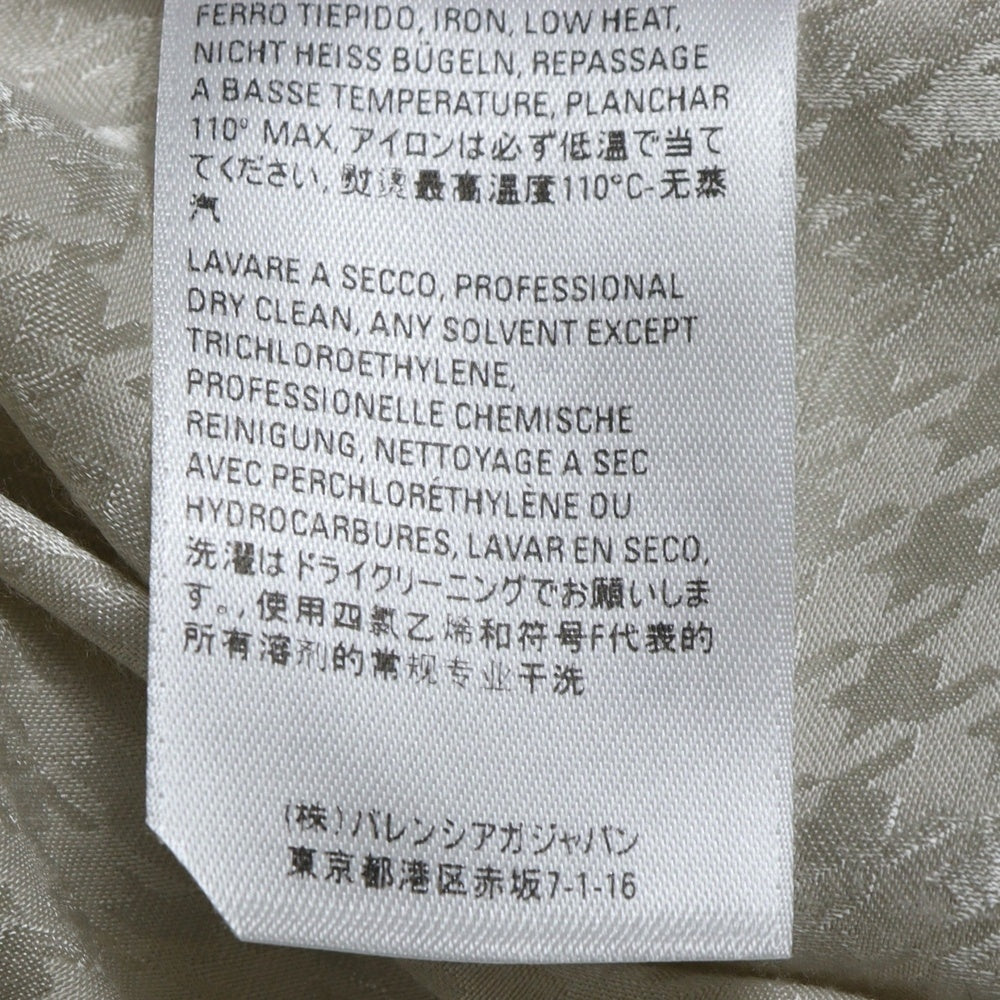 FERRO TIEPIDO, IRON, LOW HEAT,
NICHT HEISS BÜGELN, REPASSAGE
A BASSE TEMPERATURE, PLANCHAR
110° MAX, アイロンは必ず低温で当て
てください, 熨烫最高温度110°C-无蒸
汽
LAVARE A SECCO, PROFESSIONAL
DRY CLEAN, ANY SOLVENT EXCEPT
TRICHLOROETHYLENE,
PROFESSIONELLE CHEMISCHE
REINIGUNG, NETTOYAGE A SEC
AVEC PERCHLORÉTHYLÈNE OU
HYDROCARBURES, LAVAR EN SECO,
洗濯はドライクリーニングでお願いしま
す。, 使用四氯乙烯和符号F代表的
所有溶剂的常规专业干洗
(株)バレンシアガジャパン
東京都港区赤坂7-1-16